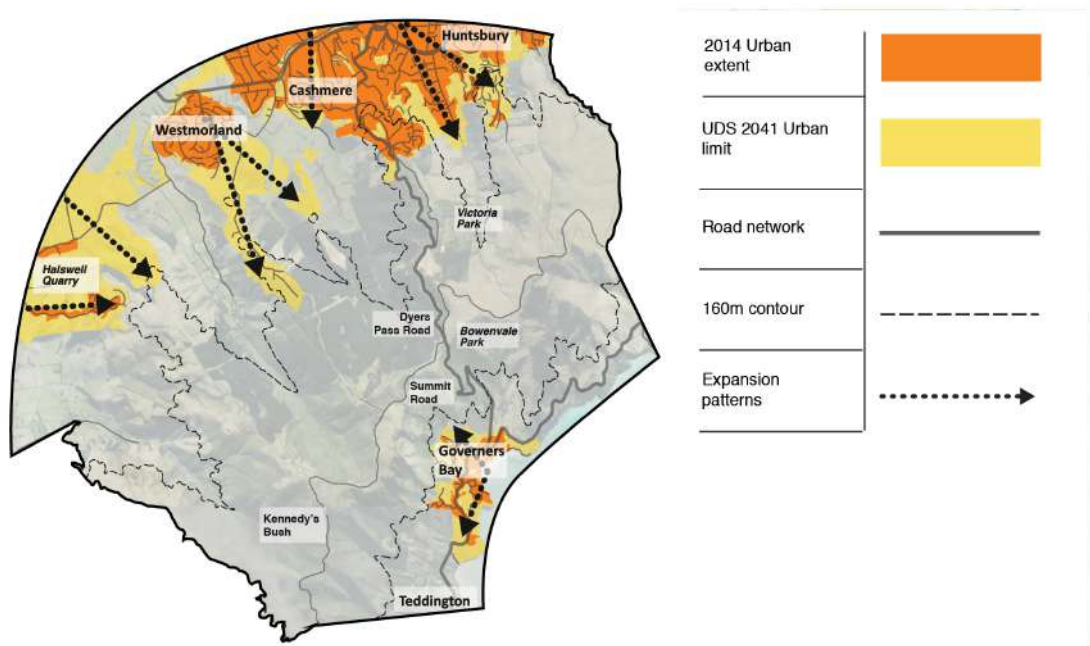 Huntsbury
Cashmere
Westmorland
Victoria
Park
Halswell
Quarry
Dyers
Pass Road
Bowenvale
Park
Summit
Road
Governers
Bay
Kennedy's
Bush
Teddington
2014 Urban
extent
UDS 2041 Urban
limit
Road network
160m contour
Expansion
patterns